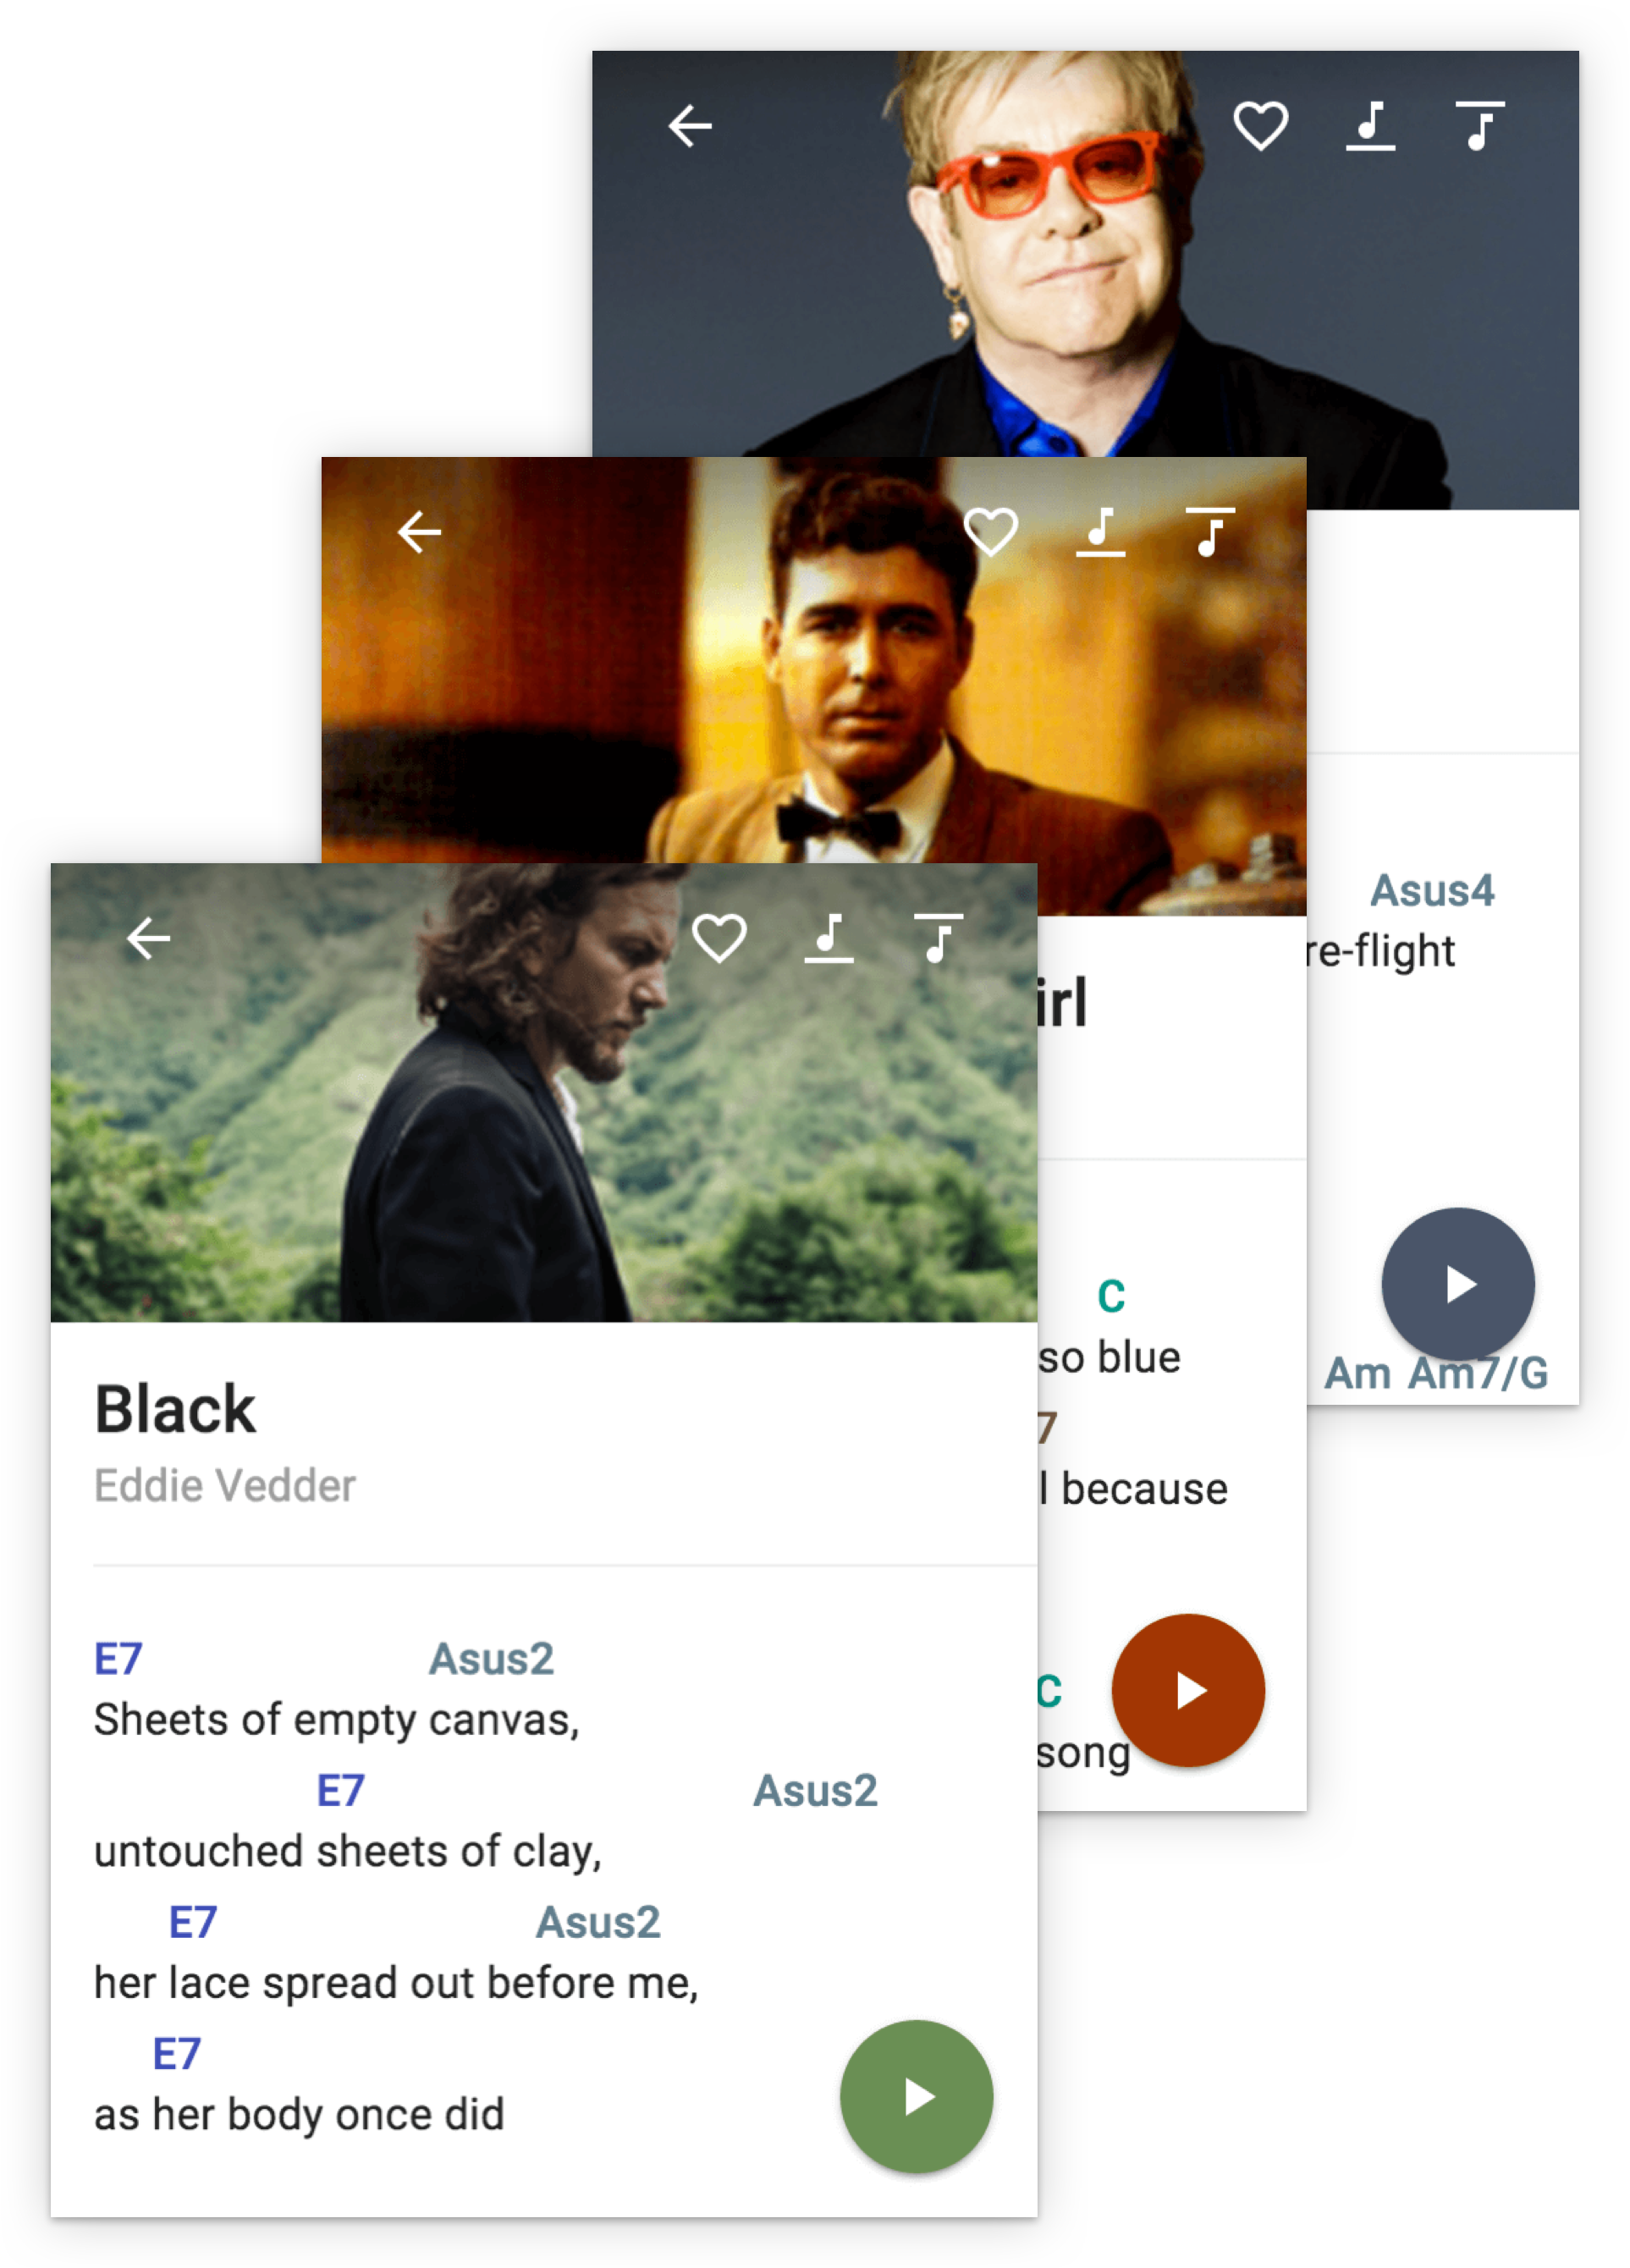 Asus4
re-flight
Am Am7/G
irl
C
so blue
7
l because
C
song
Black
Eddie Vedder
E7 Asus2
Sheets of empty canvas,
E7 Asus2
untouched sheets of clay,
E7 Asus2
her lace spread out before me,
E7
as her body once did